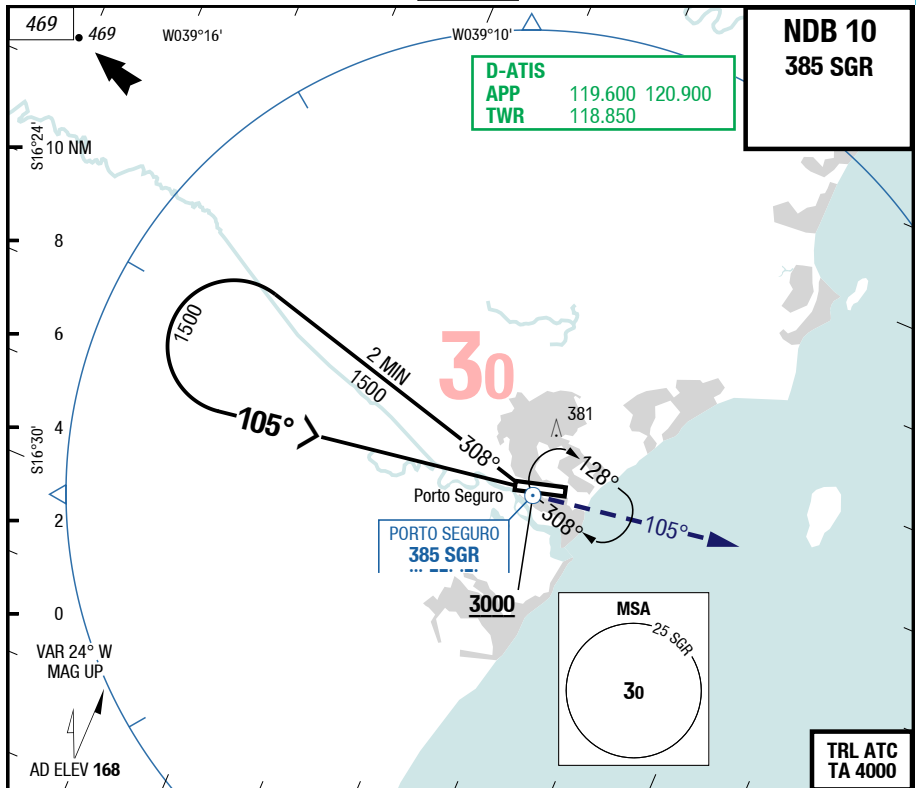 469
469
W039°16'
W039°10'
NDB 10
385 SGR
D-ATIS
APP 119.600 120.900
TWR 118.850
S16°24'
10 NM
8
6
4
2
0
S16°30'
1500
2 MIN
1500
30
105°
308°
381
128°
308°
105°
Porto Seguro
PORTO SEGURO
385 SGR
3000
MSA
25 SGR
30
VAR 24° W
MAG UP
AD ELEV 168
TRL ATC
TA 4000